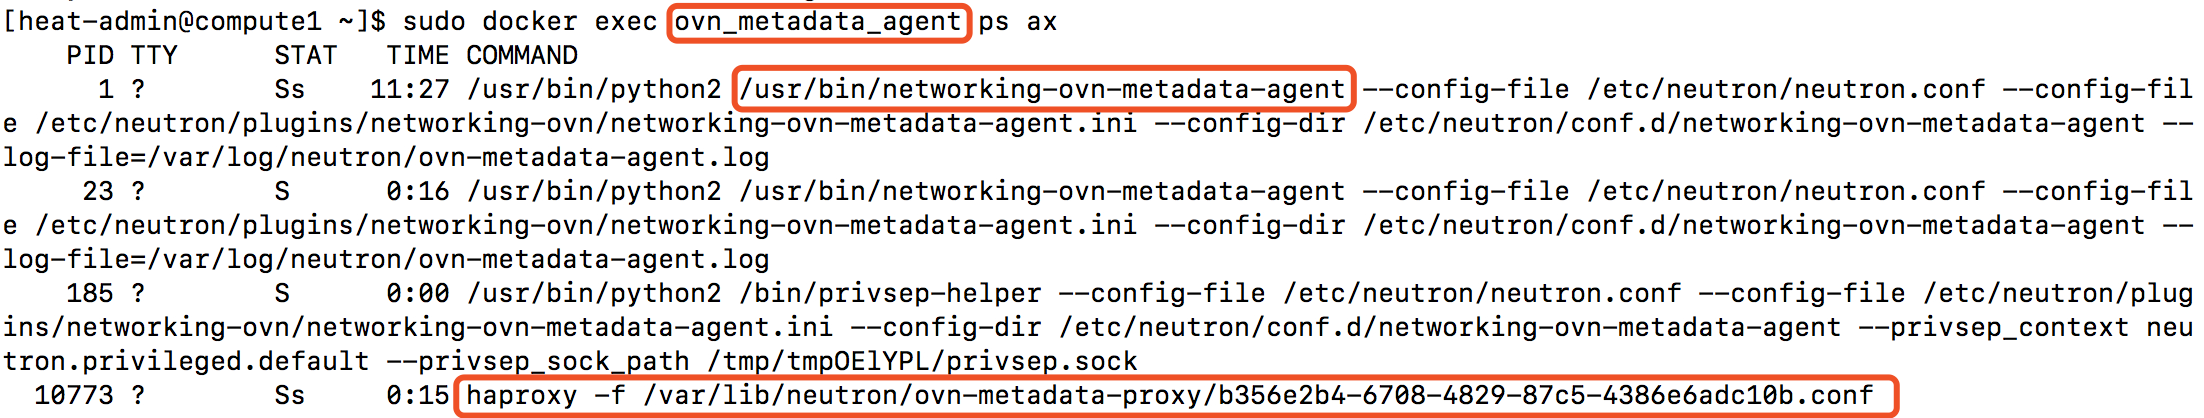 [heat-admin@compute1 ~]$ sudo docker exec ovn_metadata_agent ps ax
    PID TTY      STAT   TIME COMMAND
      1 ?        Ss    11:27 /usr/bin/python2 /usr/bin/networking-ovn-metadata-agent --config-file /etc/neutron/neutron.conf --config-fil
e /etc/neutron/plugins/networking-ovn/networking-ovn-metadata-agent.ini --config-dir /etc/neutron/conf.d/networking-ovn-metadata-agent --
log-file=/var/log/neutron/ovn-metadata-agent.log
     23 ?        S      0:16 /usr/bin/python2 /usr/bin/networking-ovn-metadata-agent --config-file /etc/neutron/neutron.conf --config-fil
e /etc/neutron/plugins/networking-ovn/networking-ovn-metadata-agent.ini --config-dir /etc/neutron/conf.d/networking-ovn-metadata-agent --
log-file=/var/log/neutron/ovn-metadata-agent.log
    185 ?        S      0:00 /usr/bin/python2 /bin/privsep-helper --config-file /etc/neutron/neutron.conf --config-file /etc/neutron/plug
ins/networking-ovn/networking-ovn-metadata-agent.ini --config-dir /etc/neutron/conf.d/networking-ovn-metadata-agent --privsep_context neu
tron.privileged.default --privsep_sock_path /tmp/tmpOElYPL/privsep.sock
  10773 ?        Ss     0:15 haproxy -f /var/lib/neutron/ovn-metadata-proxy/b356e2b4-6708-4829-87c5-4386e6adc10b.conf